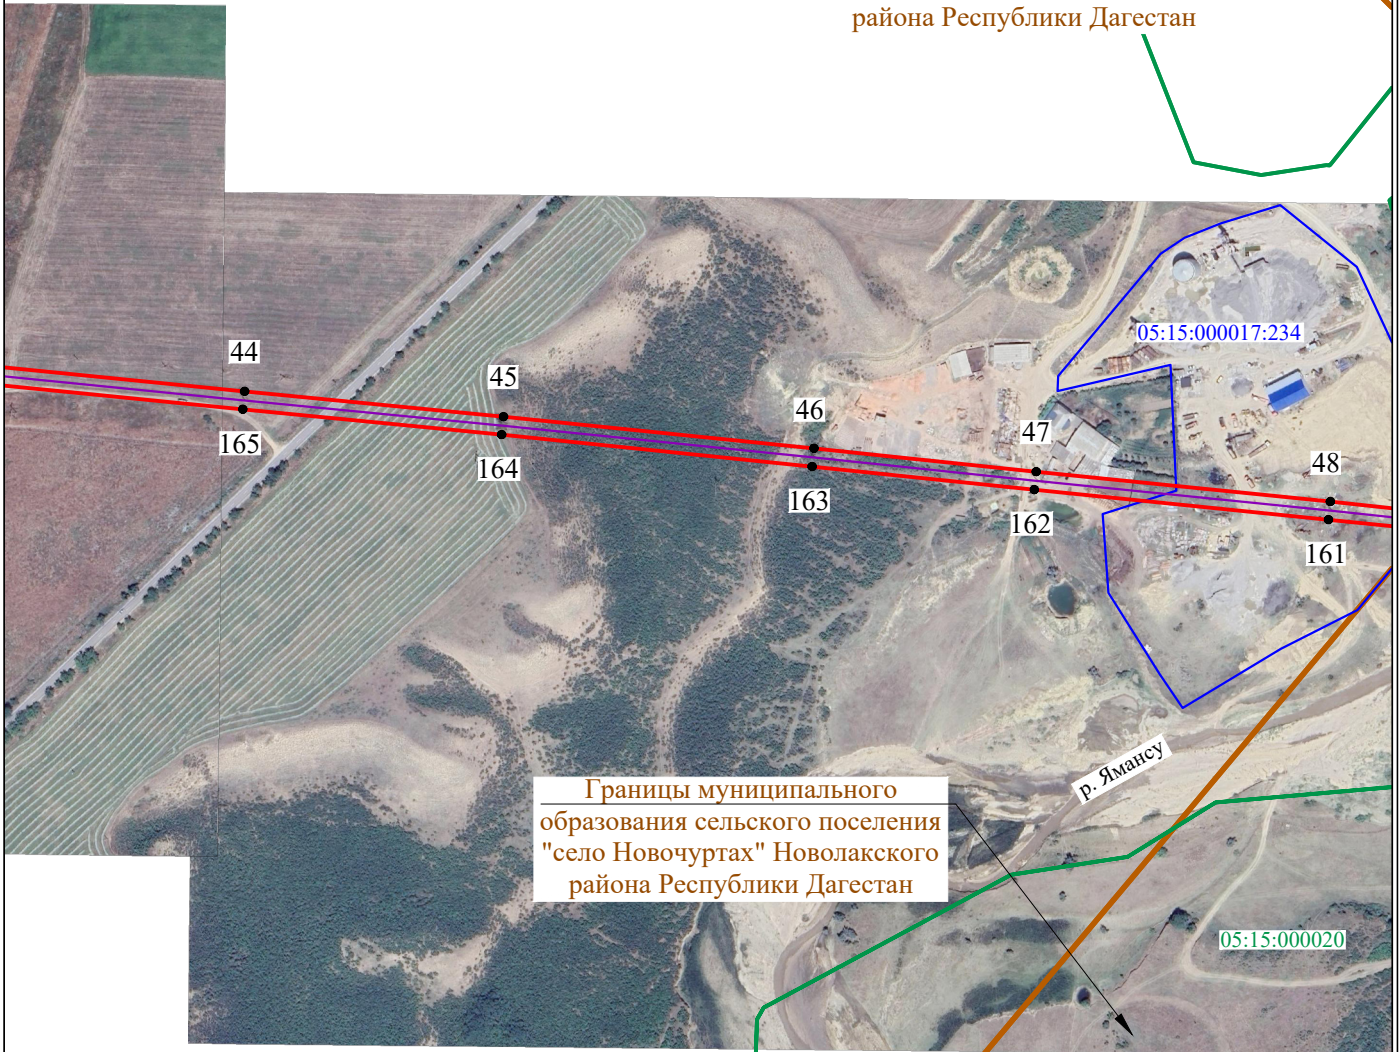 района Республики Дагестан
05:15:000017:234
44
45
46
47
48
165
164
163
162
161
р. Ямансу
Границы муниципального
образования сельского поселения
"село Новочуртах" Новолакского
района Республики Дагестан
05:15:000020